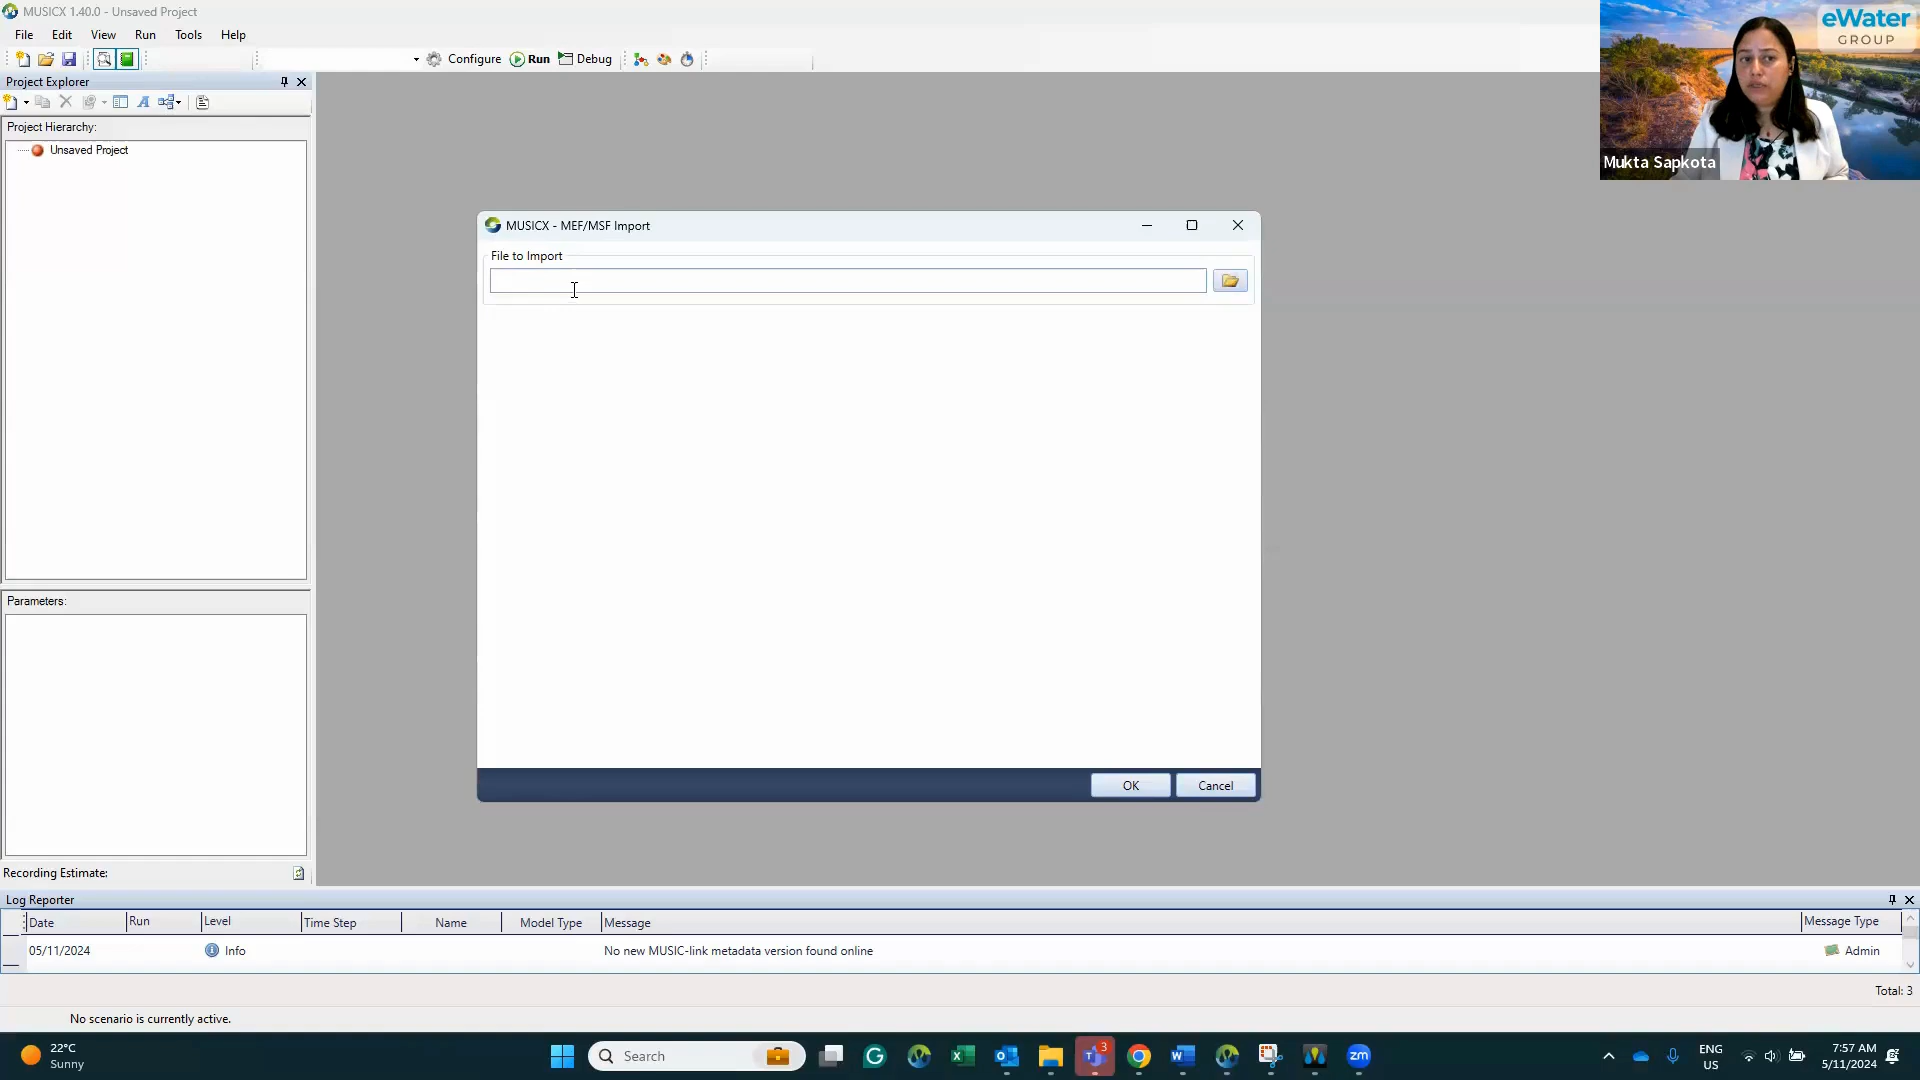 MUSICX 1.40.0 - Unsaved Project
File Edit View Run Tools Help
Configure Run Debug
Project Explorer
Project Hierarchy:
Unsaved Project
Parameters:
Recording Estimate:
MUSICX - MEF/MSF Import
File to Import
OK Cancel
eWater
GROUP
Mukta Sapkota
Log Reporter
Date Run Level Time Step Name Model Type Message Message Type
05/11/2024 Info No new MUSIC-link metadata version found online Admin
Total: 3
No scenario is currently active.
22°C
Sunny
Search
3
zm
ENG
US
7:57 AM
5/11/2024